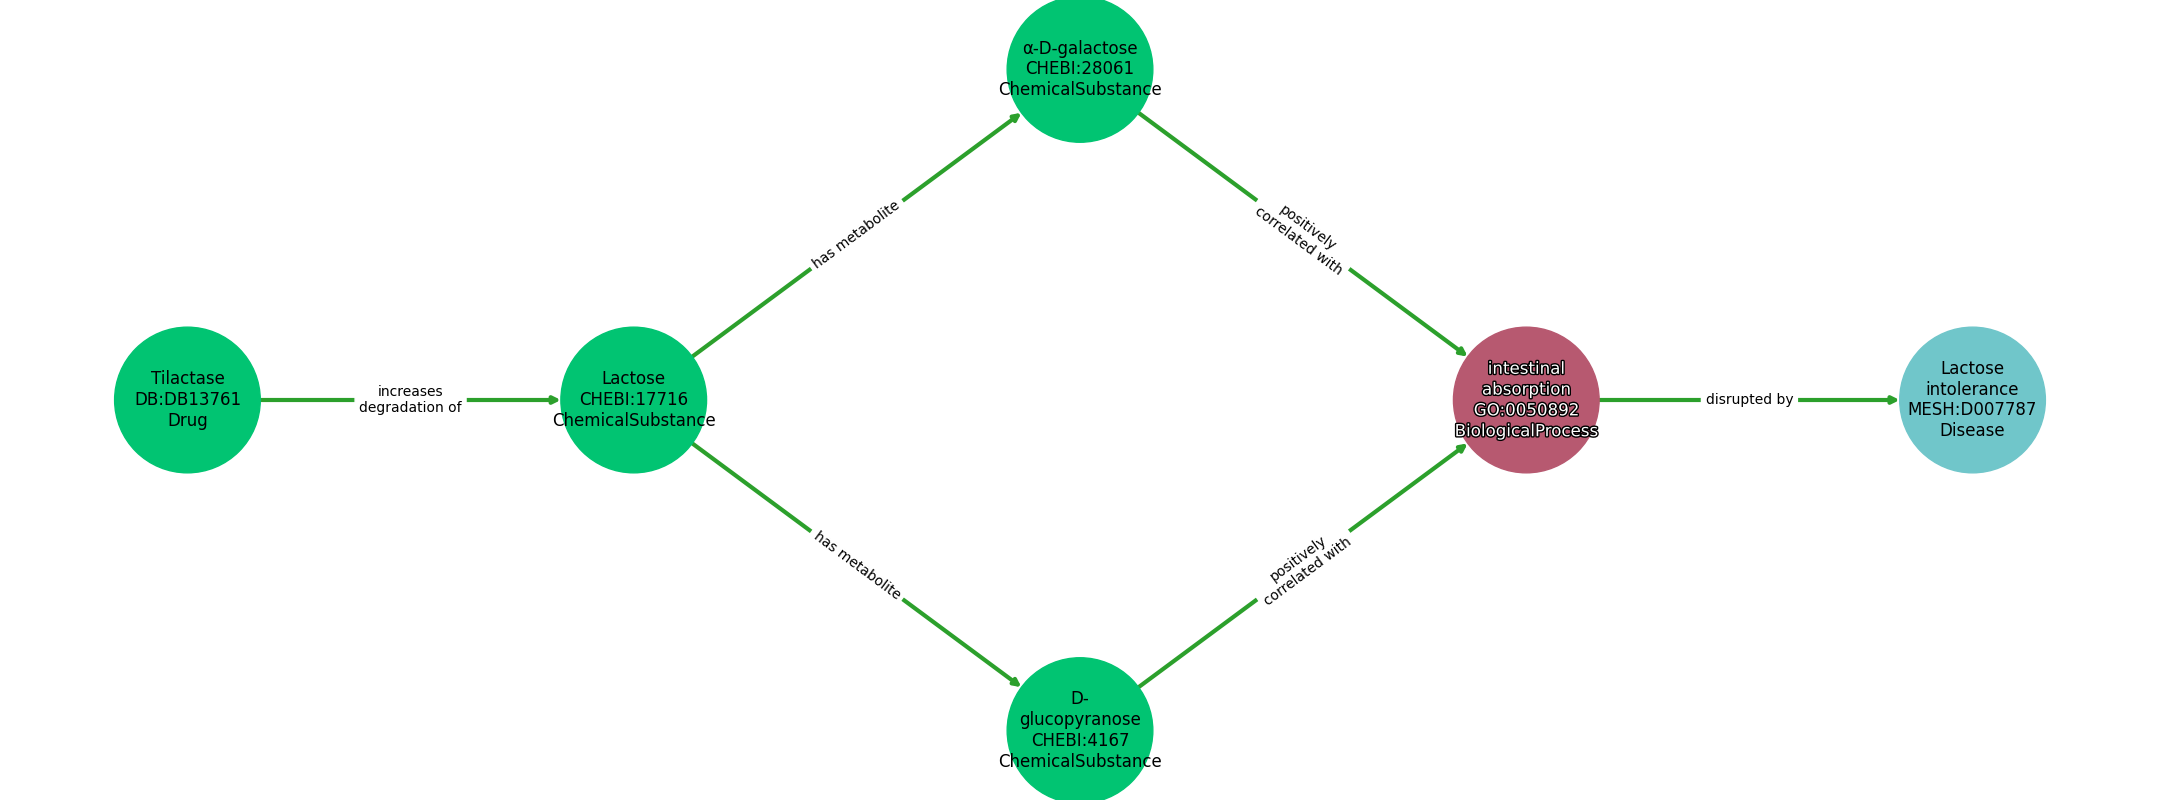 α-D-galactose
CHEBI:28061
ChemicalSubstance
has metabolite
positively
correlated with
Tilactase
DB:DB13761
Drug
increases
degradation of
Lactose
CHEBI:17716
ChemicalSubstance
intestinal
absorption
GO:0050892
BiologicalProcess
disrupted by
Lactose
intolerance
MESH:D007787
Disease
has metabolite
positively
correlated with
D-
glucopyranose
CHEBI:4167
ChemicalSubstance